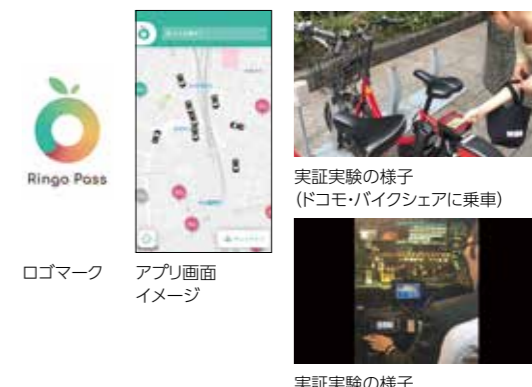 Ringo Pass
ロゴマーク
アプリ画面
イメージ
実証実験の様子
(ドコモ・バイクシェアに乗車)
実証実験の様子